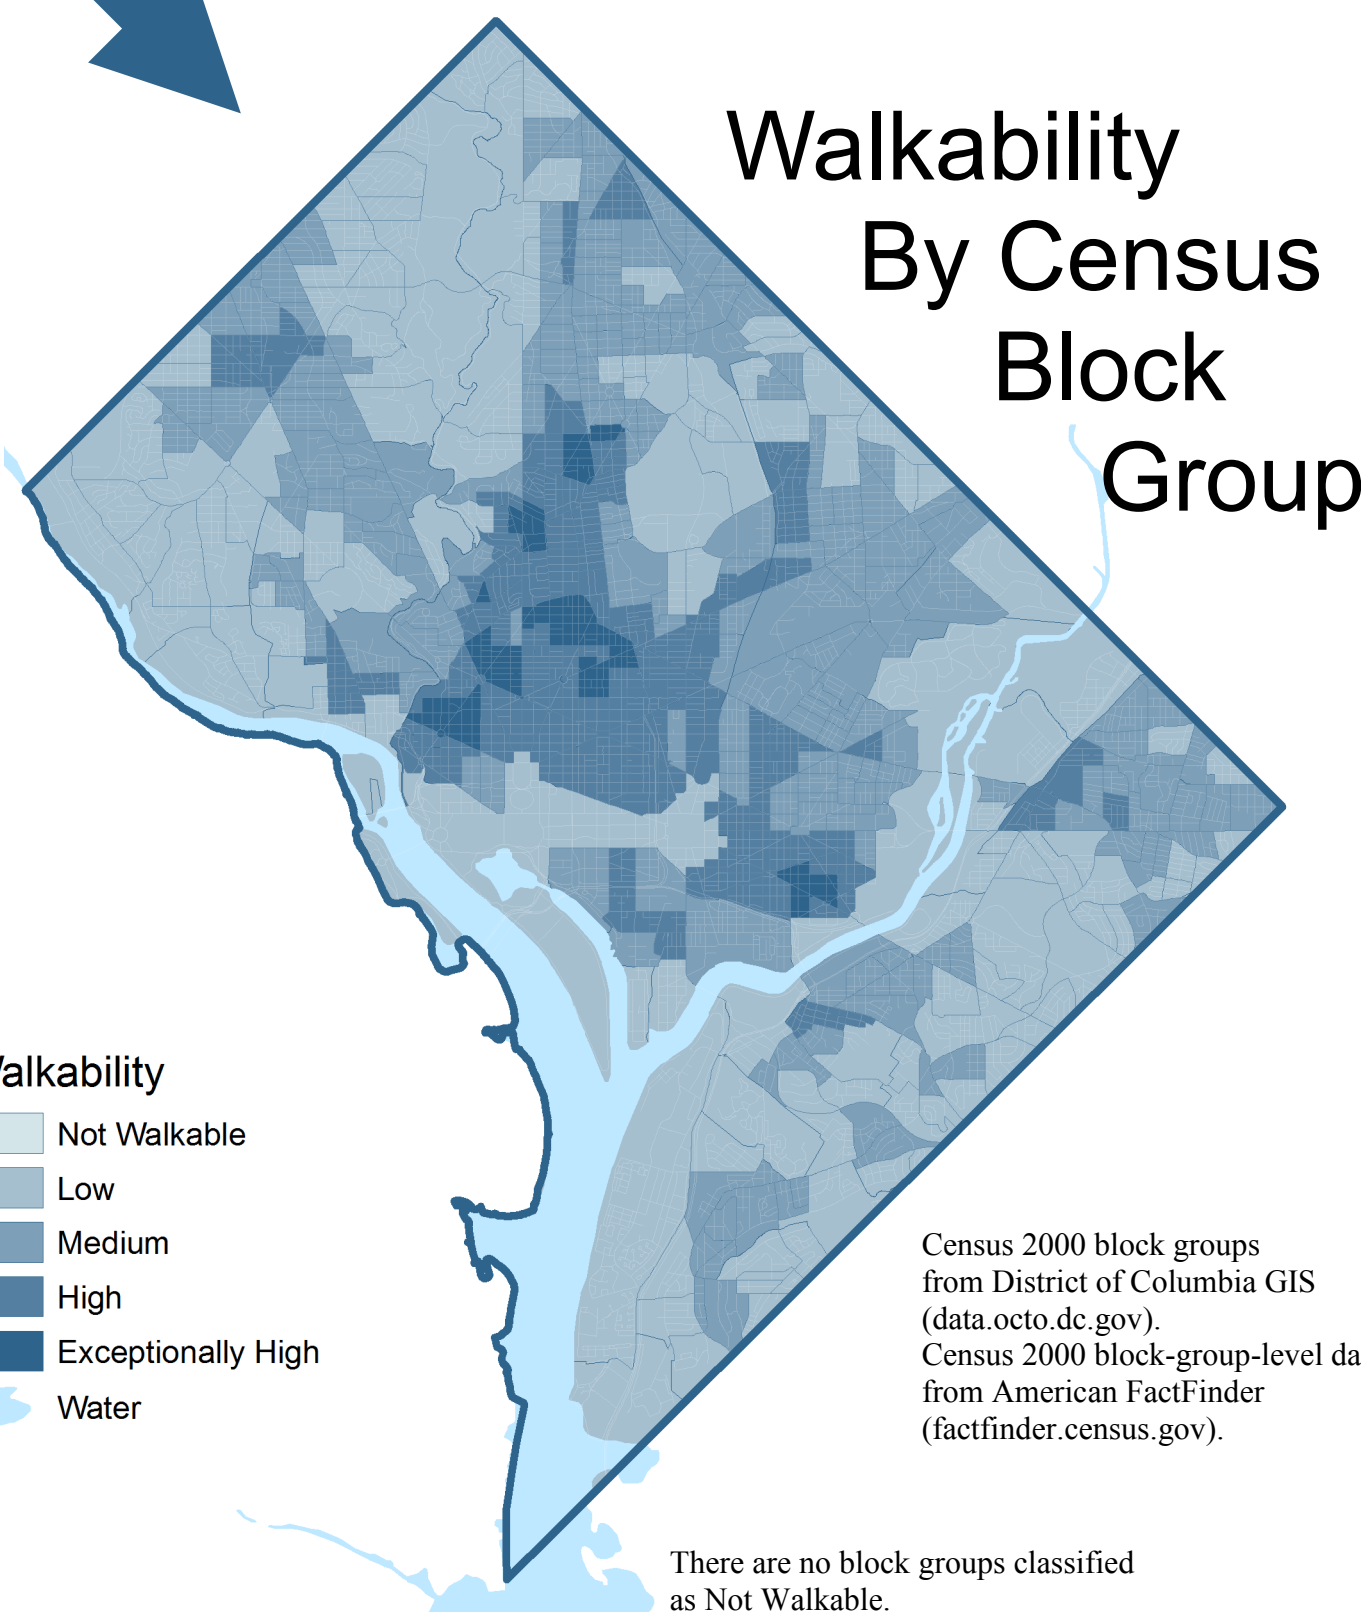 Walkability
By Census
Block
Group
alkability
Not Walkable
Low
Medium
High
Exceptionally High
Water
Census 2000 block groups
from District of Columbia GIS
(data.octo.dc.gov).
Census 2000 block-group-level da
from American FactFinder
(factfinder.census.gov).
There are no block groups classified
as Not Walkable.